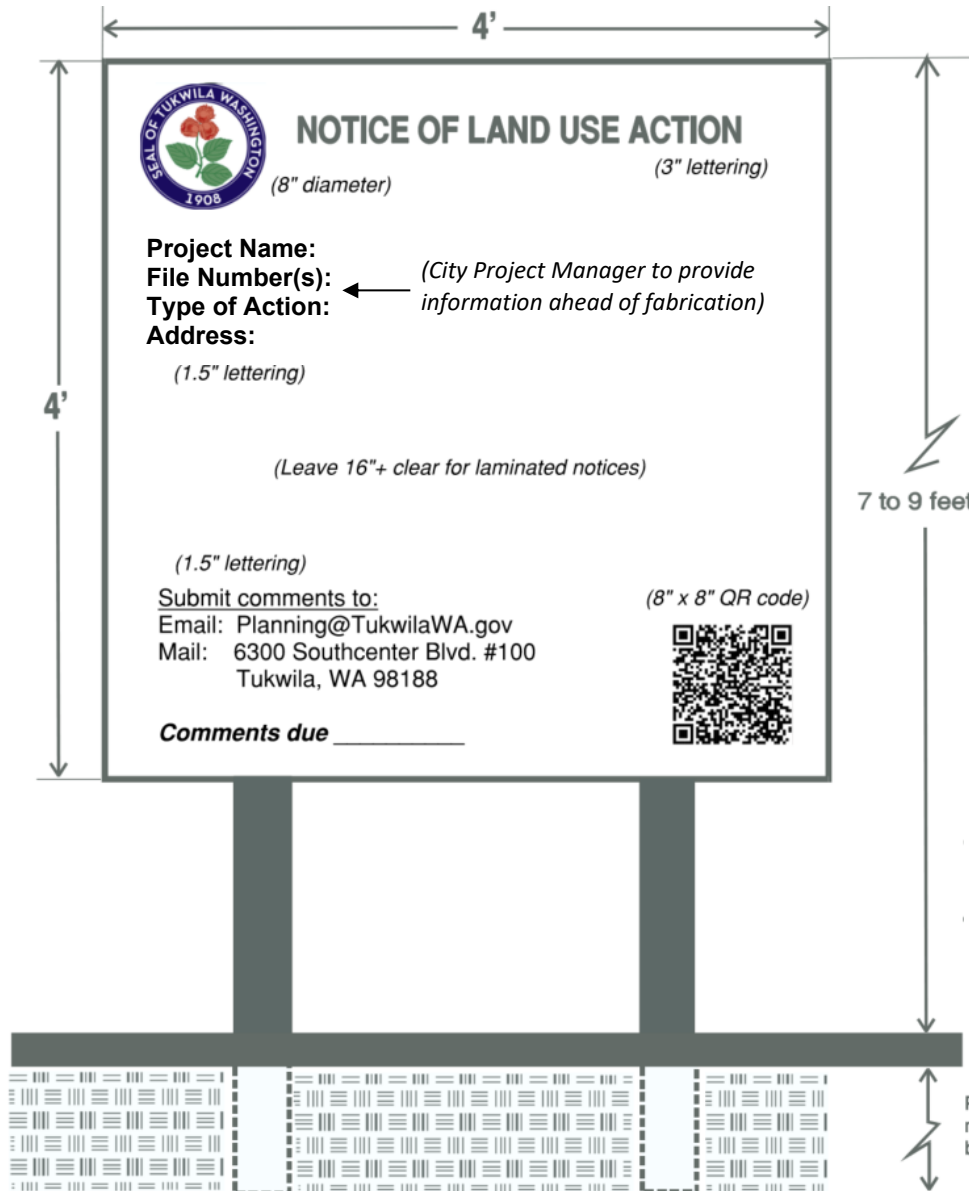 4'
SEAL OF TUKWILA WASHINGTON
1908
NOTICE OF LAND USE ACTION
(3" lettering)
(8" diameter)
Project Name:
File Number(s):
Type of Action:
Address:
(City Project Manager to provide
information ahead of fabrication)
(1.5" lettering)
4'
(Leave 16"+ clear for laminated notices)
7 to 9 feet
(1.5" lettering)
Submit comments to:
(8" x 8" QR code)
Email: Planning@TukwilaWA.gov
Mail: 6300 Southcenter Blvd. #100
Tukwila, WA 98188
Comments due __________